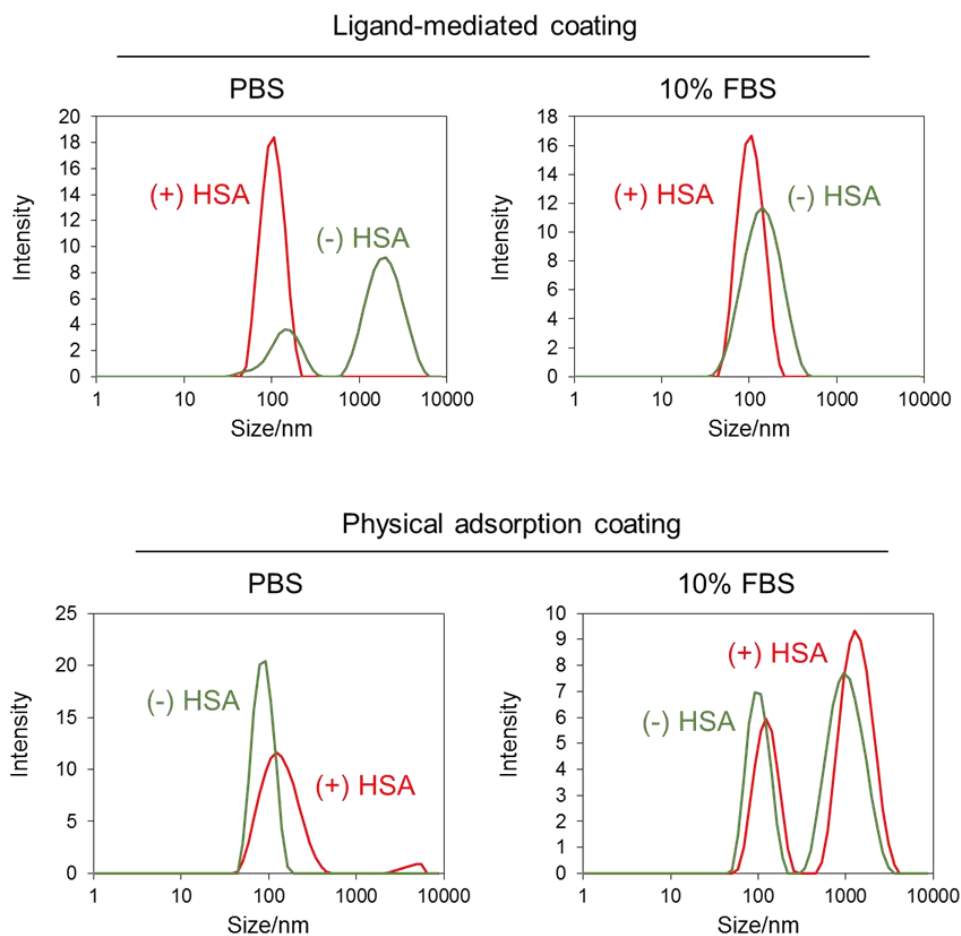 Ligand-mediated coating
PBS
10% FBS
20
18
16
14
12
10
8
6
4
2
0
Intensity
(+) HSA
(-) HSA
1
10
100
1000
10000
Size/nm
18
16
14
12
10
8
6
4
2
0
Intensity
(+) HSA
(-) HSA
1
10
100
1000
10000
Size/nm
Physical adsorption coating
PBS
10% FBS
25
20
15
10
5
0
Intensity
(-) HSA
(+) HSA
1
10
100
1000
10000
Size/nm
10
9
8
7
6
5
4
3
2
1
0
Intensity
(+) HSA
(-) HSA
1
10
100
1000
10000
Size/nm